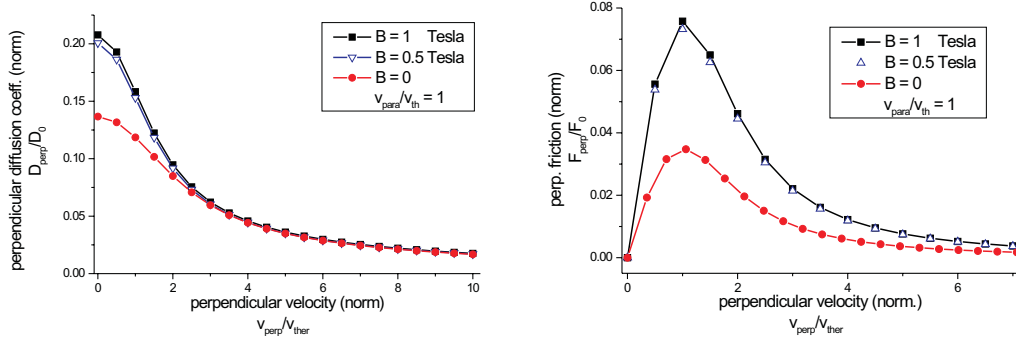 perpendicular diffusion coeff. (norm)
D_perp/D_0
0.20
0.15
0.10
0.05
0.00
B = 1 Tesla
B = 0.5 Tesla
B = 0
v_para/v_th = 1
0 2 4 6 8 10
perpendicular velocity (norm)
v_perp/v_ther
perp. friction (norm)
F_perp/F_0
0.08
0.06
0.04
0.02
0.00
B = 1 Tesla
B = 0.5 Tesla
B = 0
v_para/v_th = 1
0 2 4 6
perpendicular velocity (norm.)
v_perp/v_ther